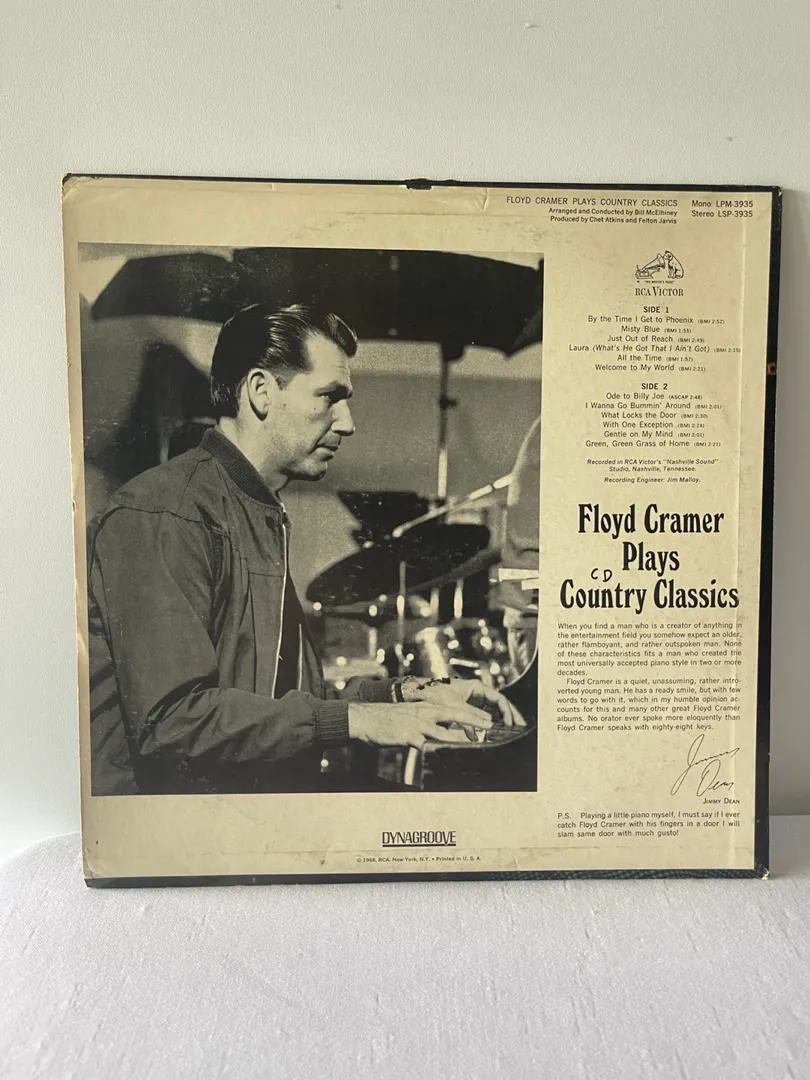 FLOYD CRAMER PLAYS COUNTRY CLASSICS Mono LPM-3935
Arranged and Conducted by Bill McElhiney Stereo LSP-3935
Produced by Chet Atkins and Felton Jarvis
"HIS MASTER'S VOICE"
RCA VICTOR
SIDE 1
By the Time I Get to Phoenix (BMI 2:52)
Misty Blue (BMI 1:55)
Just Out of Reach (BMI 2:49)
Laura (What's He Got That I Ain't Got) (BMI 2:15)
All the Time (BMI 1:57)
Welcome to My World (BMI 2:21)
SIDE 2
Ode to Billy Joe (ASCAP 2:48)
I Wanna Go Bummin' Around (BMI 2:01)
What Locks the Door (BMI 2:30)
With One Exception (BMI 2:24)
Gentle on My Mind (BMI 2:01)
Green, Green Grass of Home (BMI 2:21)
Recorded in RCA Victor's "Nashville Sound"
Studio, Nashville, Tennessee.
Recording Engineer: Jim Malloy.
Floyd Cramer
Plays
CD
Country Classics
When you find a man who is a creator of anything in
the entertainment field you somehow expect an older,
rather flamboyant, and rather outspoken man. None
of these characteristics fits a man who created the
most universally accepted piano style in two or more
decades.
Floyd Cramer is a quiet, unassuming, rather intro-
verted young man. He has a ready smile, but with few
words to go with it, which in my humble opinion ac-
counts for this and many other great Floyd Cramer
albums. No orator ever spoke more eloquently than
Floyd Cramer speaks with eighty-eight keys.
Jimmy
Dean
JIMMY DEAN
P.S. Playing a little piano myself, I must say if I ever
catch Floyd Cramer with his fingers in a door I will
slam same door with much gusto!
DYNAGROOVE
© 1968, RCA, New York, N.Y. • Printed in U. S. A.